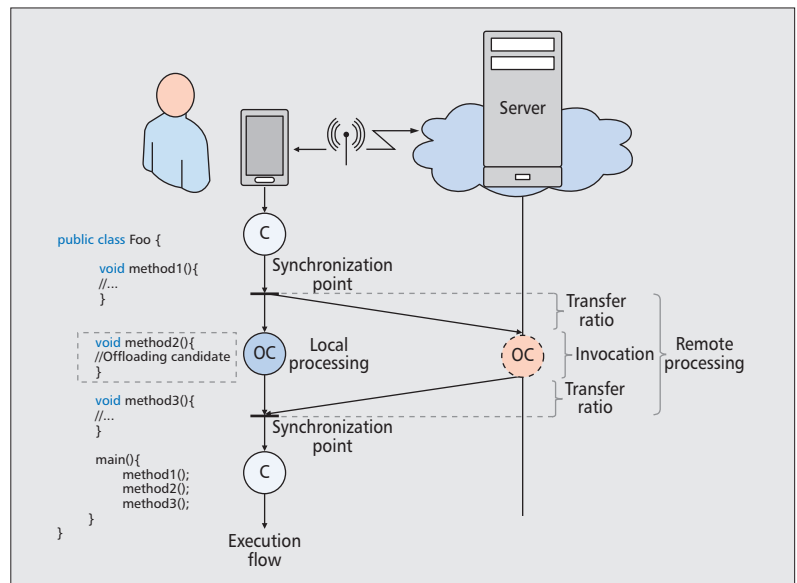 Server
C
public class Foo {
void method1(){
//...
}
Synchronization
point
Transfer
ratio
void method2(){
//Offloading candidate
}
OC
Local
processing
OC
Invocation
Remote
processing
void method3(){
//...
}
Transfer
ratio
Synchronization
point
main(){
method1();
method2();
method3();
}
}
C
Execution
flow